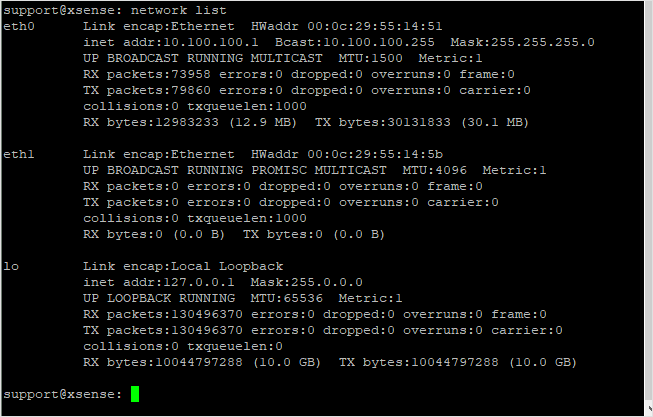 support@xsense: network list
eth0      Link encap:Ethernet  HWaddr 00:0c:29:55:14:51
          inet addr:10.100.100.1  Bcast:10.100.100.255  Mask:255.255.255.0
          UP BROADCAST RUNNING MULTICAST  MTU:1500  Metric:1
          RX packets:73958 errors:0 dropped:0 overruns:0 frame:0
          TX packets:79860 errors:0 dropped:0 overruns:0 carrier:0
          collisions:0 txqueuelen:1000
          RX bytes:12983233 (12.9 MB)  TX bytes:30131833 (30.1 MB)

eth1      Link encap:Ethernet  HWaddr 00:0c:29:55:14:5b
          UP BROADCAST RUNNING PROMISC MULTICAST  MTU:4096  Metric:1
          RX packets:0 errors:0 dropped:0 overruns:0 frame:0
          TX packets:0 errors:0 dropped:0 overruns:0 carrier:0
          collisions:0 txqueuelen:1000
          RX bytes:0 (0.0 B)  TX bytes:0 (0.0 B)

lo        Link encap:Local Loopback
          inet addr:127.0.0.1  Mask:255.0.0.0
          UP LOOPBACK RUNNING  MTU:65536  Metric:1
          RX packets:130496370 errors:0 dropped:0 overruns:0 frame:0
          TX packets:130496370 errors:0 dropped:0 overruns:0 carrier:0
          collisions:0 txqueuelen:0
          RX bytes:10044797288 (10.0 GB)  TX bytes:10044797288 (10.0 GB)

support@xsense: